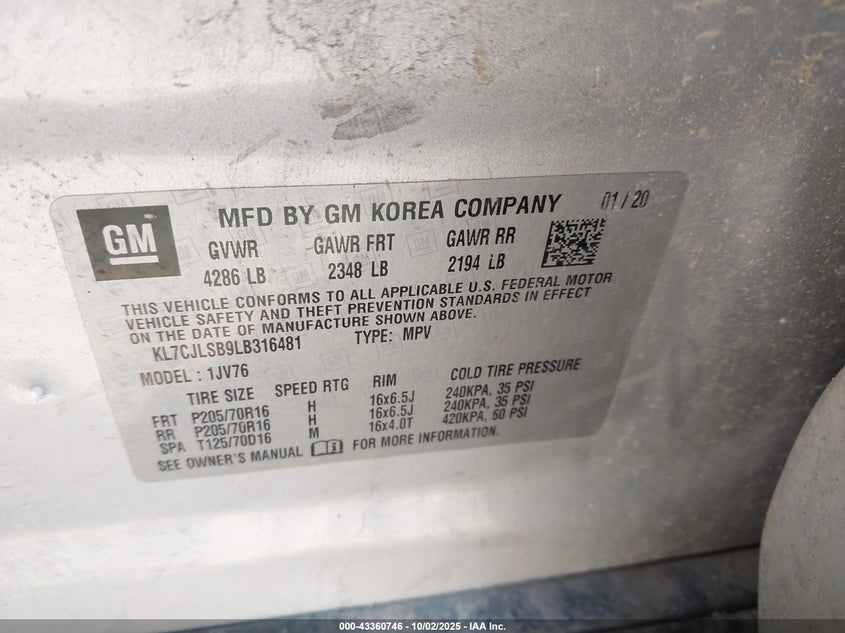 GM
MFD BY GM KOREA COMPANY 01/20
GVWR GAWR FRT GAWR RR
4286 LB 2348 LB 2194 LB
THIS VEHICLE CONFORMS TO ALL APPLICABLE U.S. FEDERAL MOTOR
VEHICLE SAFETY AND THEFT PREVENTION STANDARDS IN EFFECT
ON THE DATE OF MANUFACTURE SHOWN ABOVE.
KL7CJLSB9LB316481 TYPE: MPV
MODEL: 1JV76
TIRE SIZE SPEED RTG RIM COLD TIRE PRESSURE
FRT P205/70R16 H 16x6.5J 240KPA, 35 PSI
RR P205/70R16 H 16x6.5J 240KPA, 35 PSI
SPA T125/70D16 M 16x4.0T 420KPA, 60 PSI
SEE OWNER'S MANUAL FOR MORE INFORMATION.
000-43360746 - 10/02/2025 - IAA Inc.